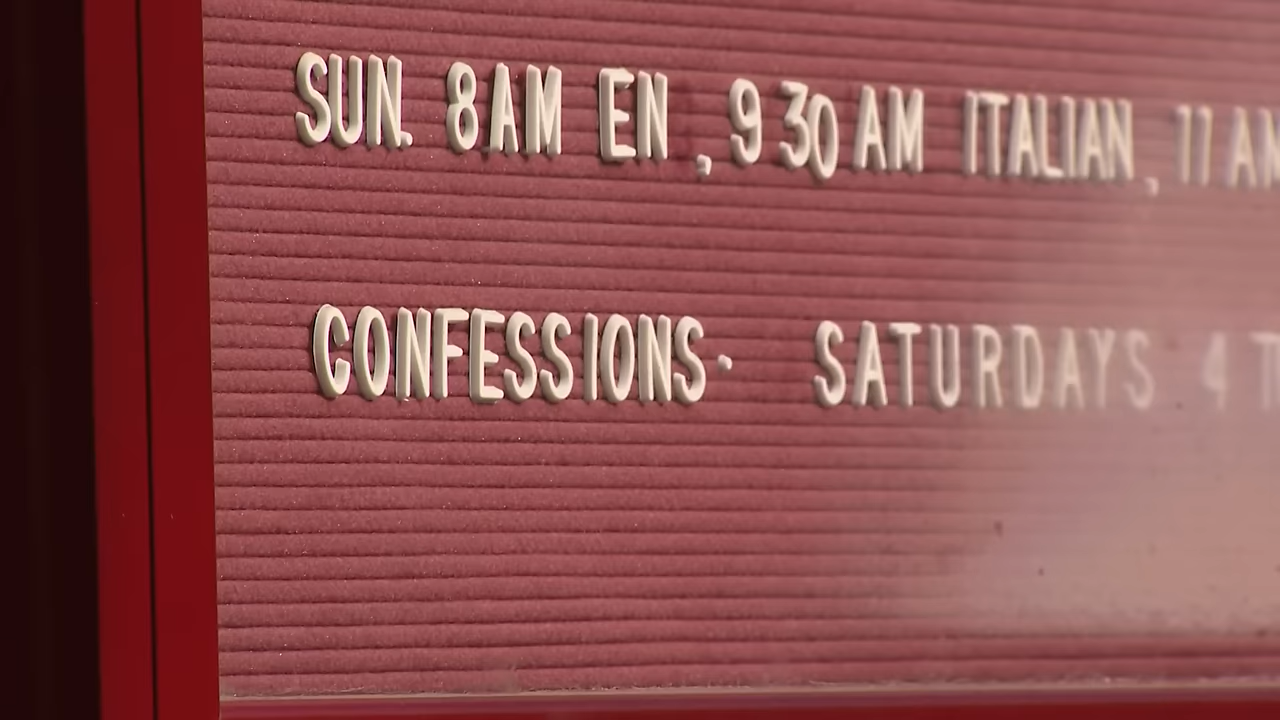 SUN. 8AM EN, 9 30 AM ITALIAN, 11 AM
CONFESSIONS· SATURDAYS 4 T